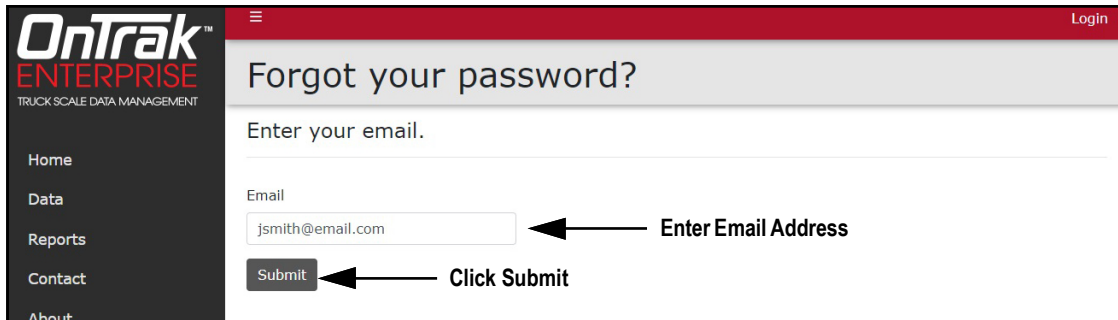 OnTrak™
ENTERPRISE
TRUCK SCALE DATA MANAGEMENT
Home
Data
Reports
Contact
About
Login
Forgot your password?
Enter your email.
Email
jsmith@email.com
Enter Email Address
Submit
Click Submit